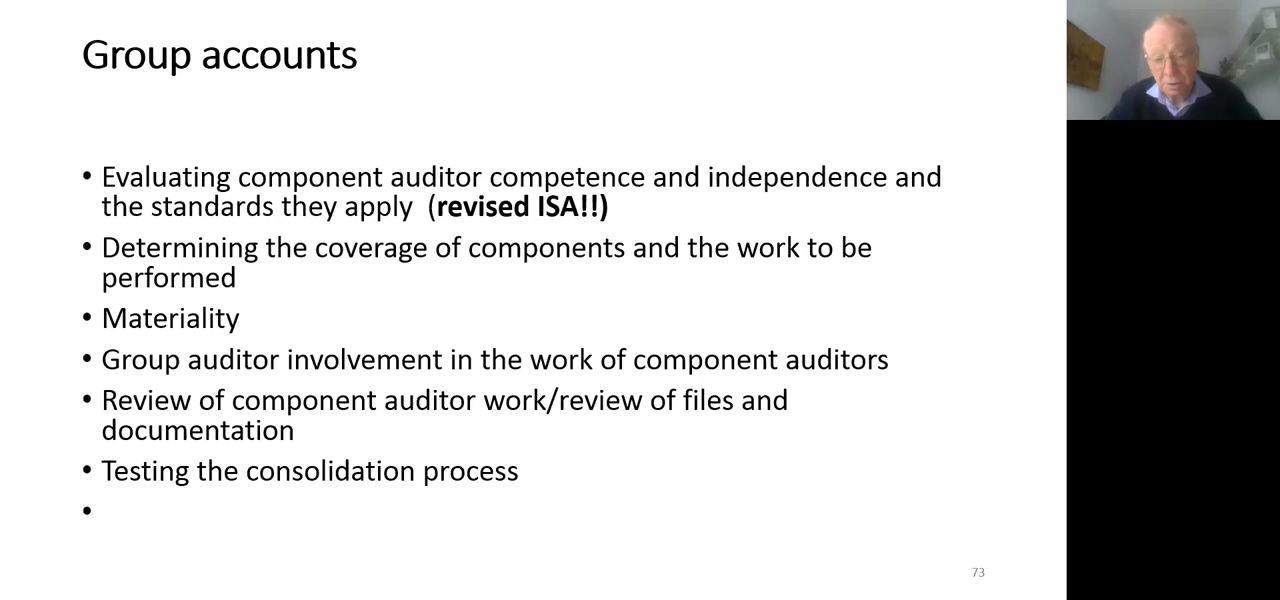 Group accounts
• Evaluating component auditor competence and independence and
the standards they apply (revised ISA!!)
• Determining the coverage of components and the work to be
performed
• Materiality
• Group auditor involvement in the work of component auditors
• Review of component auditor work/review of files and
documentation
• Testing the consolidation process
•
73